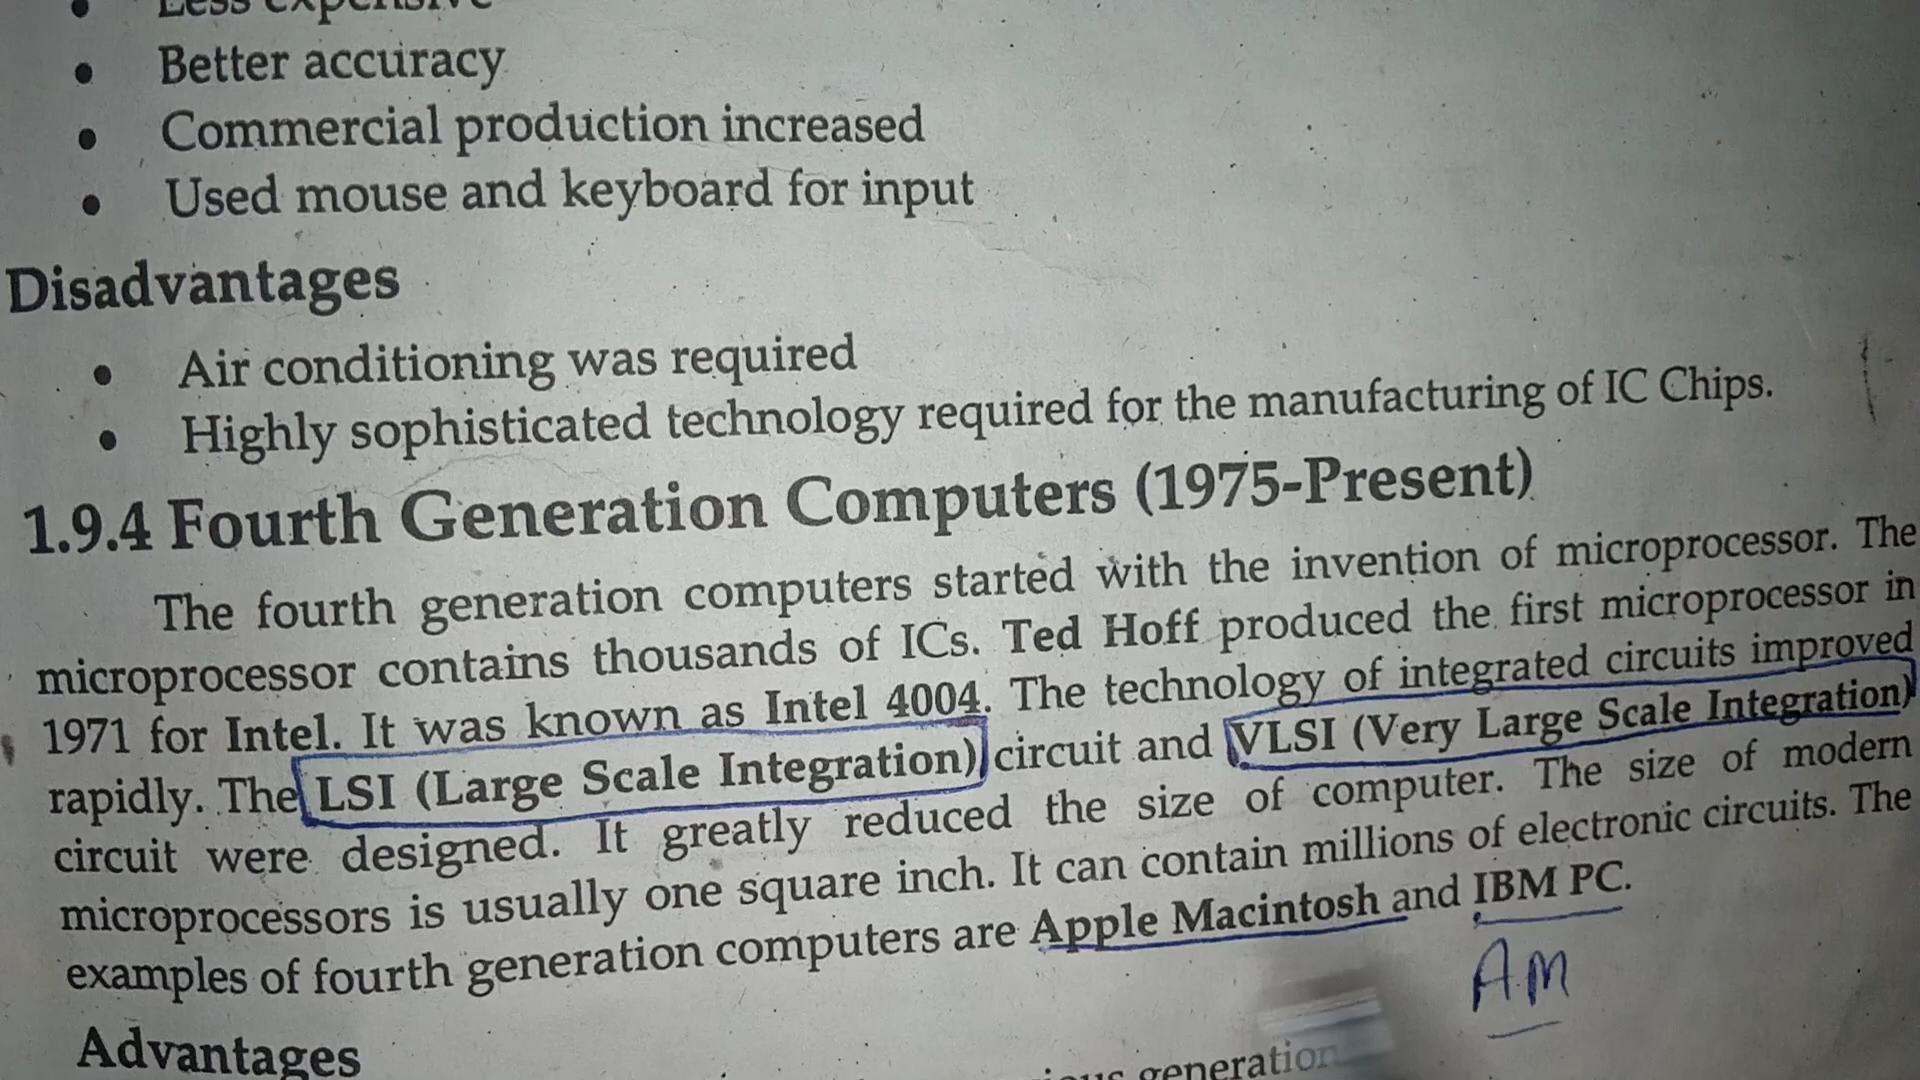 • Less expensive
• Better accuracy
• Commercial production increased
• Used mouse and keyboard for input
Disadvantages
• Air conditioning was required
• Highly sophisticated technology required for the manufacturing of IC Chips.
1.9.4 Fourth Generation Computers (1975-Present)
The fourth generation computers started with the invention of microprocessor. The
microprocessor contains thousands of ICs. Ted Hoff produced the first microprocessor in
1971 for Intel. It was known as Intel 4004. The technology of integrated circuits improved
rapidly. The LSI (Large Scale Integration) circuit and VLSI (Very Large Scale Integration)
circuit were designed. It greatly reduced the size of computer. The size of modern
microprocessors is usually one square inch. It can contain millions of electronic circuits. The
examples of fourth generation computers are Apple Macintosh and IBM PC.
AM
Advantages
generation